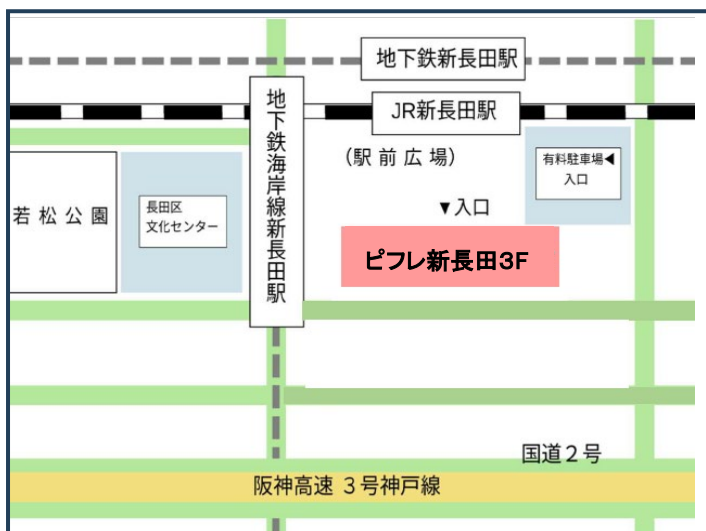 地下鉄新長田駅
JR新長田駅
地下鉄海岸線新長田駅
(駅前広場)
有料駐車場◀
入口
若松公園
長田区
文化センター
▼入口
ピフレ新長田3F
国道2号
阪神高速 3号神戸線